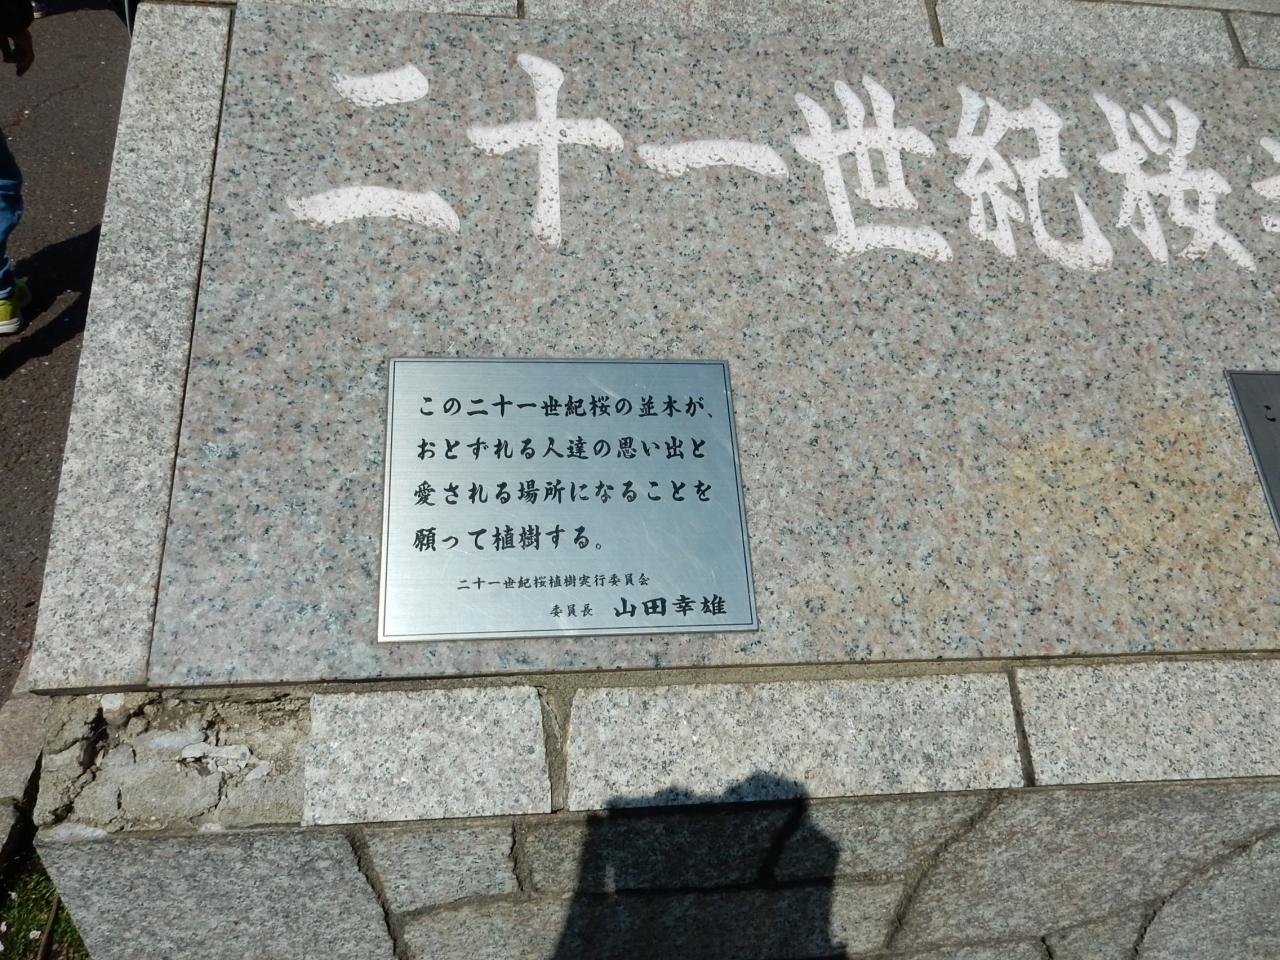 二十一世紀桜
この二十一世紀桜の並木が、
おとずれる人達の思い出と
愛される場所になることを
願って植樹する。
二十一世紀桜植樹実行委員会
委員長 山田幸雄